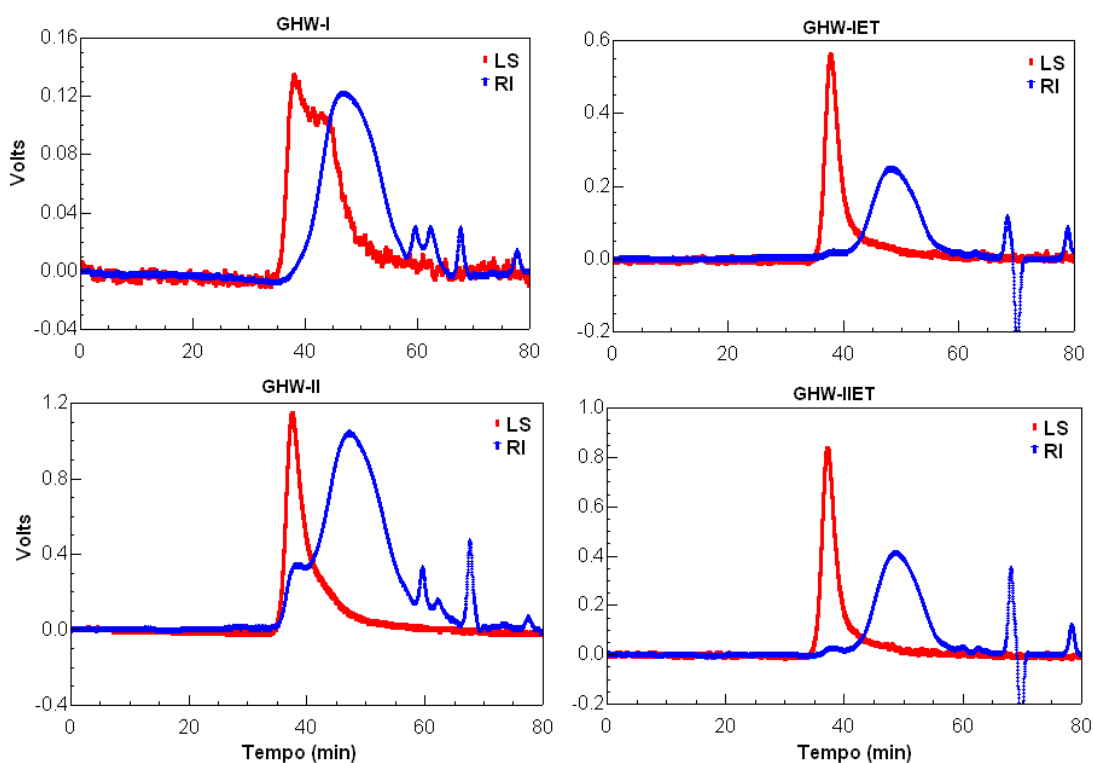 GHW-I
0.16
0.12
0.08
0.04
0.00
-0.04
Volts
LS
RI
0 20 40 60 80
GHW-IET
0.6
0.4
0.2
0.0
-0.2
LS
RI
0 20 40 60 80
GHW-II
1.2
0.8
0.4
0.0
-0.4
Volts
LS
RI
0 20 40 60 80
Tempo (min)
GHW-IIET
1.0
0.8
0.6
0.4
0.2
0.0
-0.2
LS
RI
0 20 40 60 80
Tempo (min)